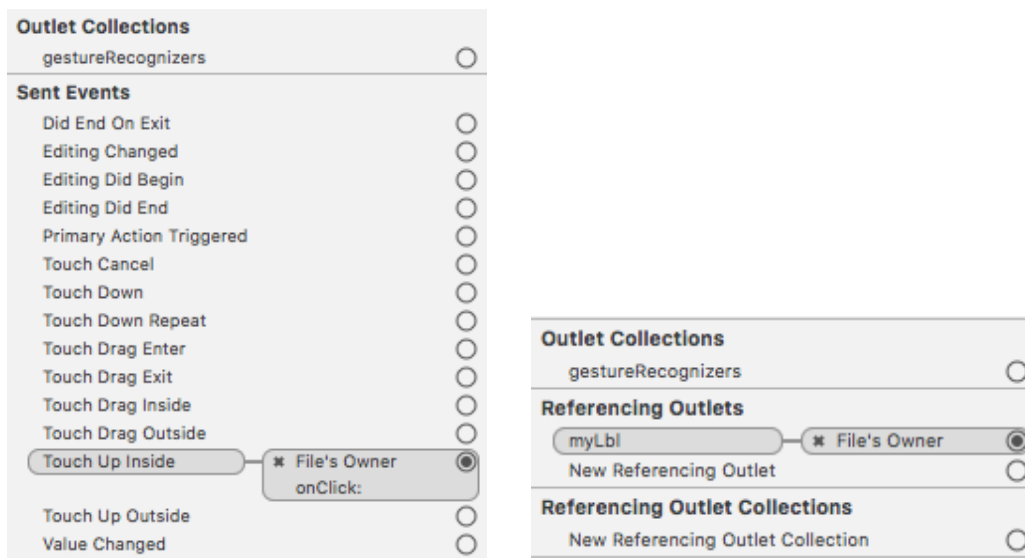 Outlet Collections
gestureRecognizers
Sent Events
Did End On Exit
Editing Changed
Editing Did Begin
Editing Did End
Primary Action Triggered
Touch Cancel
Touch Down
Touch Down Repeat
Touch Drag Enter
Touch Drag Exit
Touch Drag Inside
Touch Drag Outside
Touch Up Inside ✖ File's Owner
onClick:
Touch Up Outside
Value Changed
Outlet Collections
gestureRecognizers
Referencing Outlets
myLbl ✖ File's Owner
New Referencing Outlet
Referencing Outlet Collections
New Referencing Outlet Collection